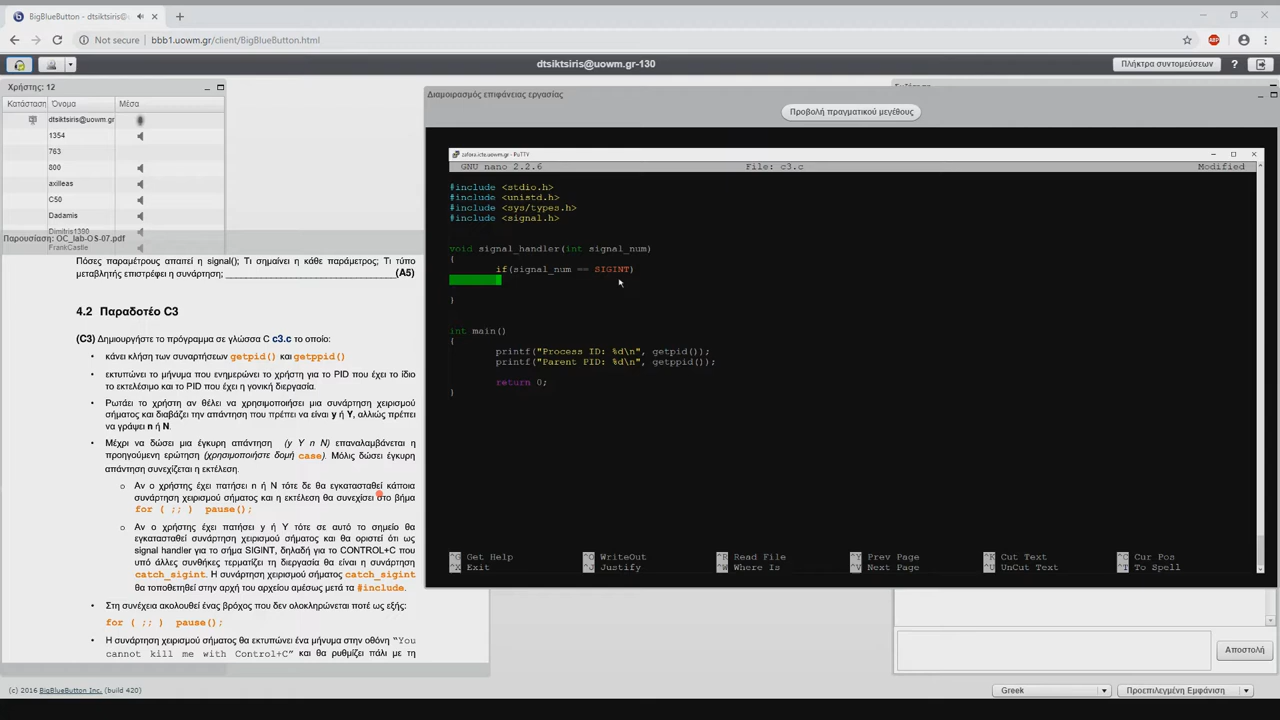 BigBlueButton - dtsiktsiris@
Not secure | bbb1.uowm.gr/client/BigBlueButton.html
ABP
dtsiktsiris@uowm.gr-130
Πλήκτρα συντομεύσεων
?
Χρήστης: 12
Κατάσταση Όνομα Μέσα
dtsiktsiris@uowm.gr
1354
763
800
axilleas
C50
Dadamis
Dimitris1380
FrankCastle
Παρουσίαση: OC_lab-OS-07.pdf
Πόσες παραμέτρους απαιτεί η signal(); Τι σημαίνει η κάθε παράμετρος; Τι τύπο
μεταβλητής επιστρέφει η συνάρτηση; (A5)
4.2 Παραδοτέο C3
(C3) Δημιουργήστε το πρόγραμμα σε γλώσσα C c3.c το οποίο:
• κάνει κλήση των συναρτήσεων getpid() και getppid()
• εκτυπώνει το μήνυμα που ενημερώνει το χρήστη για το PID που έχει το ίδιο
το εκτελέσιμο και το PID που έχει η γονική διεργασία.
• Ρωτάει το χρήστη αν θέλει να χρησιμοποιήσει μια συνάρτηση χειρισμού
σήματος και διαβάζει την απάντηση που πρέπει να είναι y ή Y, αλλιώς πρέπει
να γράψει n ή N.
• Μέχρι να δώσει μια έγκυρη απάντηση (y Y n N) επαναλαμβάνεται η
προηγούμενη ερώτηση (χρησιμοποιήστε δομή case). Μόλις δώσει έγκυρη
απάντηση συνεχίζεται η εκτέλεση.
o Αν ο χρήστης έχει πατήσει n ή N τότε δε θα εγκατασταθεί κάποια
συνάρτηση χειρισμού σήματος και η εκτέλεση θα συνεχίσει στο βήμα
for ( ;; ) pause();
o Αν ο χρήστης έχει πατήσει y ή Y τότε σε αυτό το σημείο θα
εγκατασταθεί συνάρτηση χειρισμού σήματος και θα οριστεί ότι ως
signal handler για το σήμα SIGINT, δηλαδή για το CONTROL+C που
υπό άλλες συνθήκες τερματίζει τη διεργασία θα είναι η συνάρτηση
catch_sigint. Η συνάρτηση χειρισμού σήματος catch_sigint
θα τοποθετηθεί στην αρχή του αρχείου αμέσως μετά τα #include.
• Στη συνέχεια ακολουθεί ένας βρόχος που δεν ολοκληρώνεται ποτέ ως εξής:
for ( ;; ) pause();
• Η συνάρτηση χειρισμού σήματος θα εκτυπώνει ένα μήνυμα στην οθόνη "You
cannot kill me with Control+C" και θα ρυθμίζει πάλι με τη
Διαμοιρασμός επιφάνειας εργασίας
Προβολή πραγματικού μεγέθους
zafora.icte.uowm.gr - PuTTY
GNU nano 2.2.6 File: c3.c Modified
#include <stdio.h>
#include <unistd.h>
#include <sys/types.h>
#include <signal.h>
void signal_handler(int signal_num)
{
if(signal_num == SIGINT)
}
int main()
{
printf("Process ID: %d\n", getpid());
printf("Parent PID: %d\n", getppid());
return 0;
}
^G Get Help ^O WriteOut ^R Read File ^Y Prev Page ^K Cut Text ^C Cur Pos
^X Exit ^J Justify ^W Where Is ^V Next Page ^U UnCut Text ^T To Spell
Αποστολή
(c) 2016 BigBlueButton Inc. (build 420)
Greek
Προεπιλεγμένη Εμφάνιση